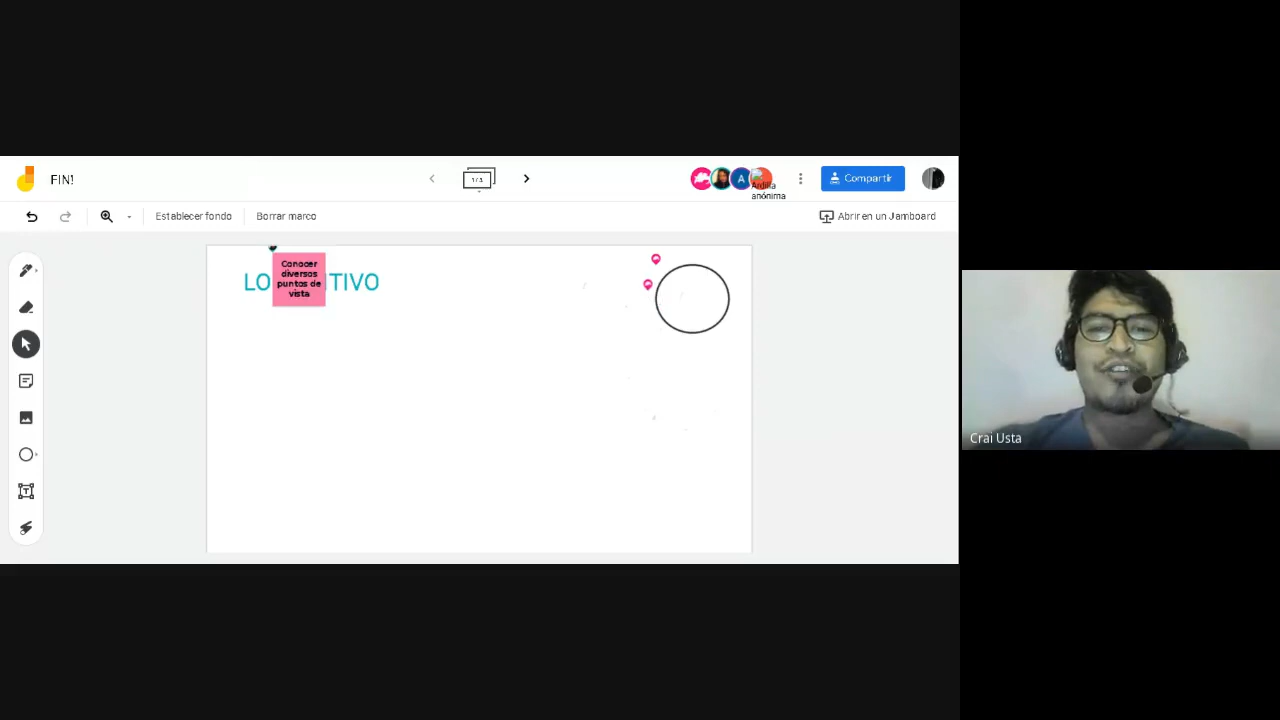 FIN!
1/3
Ardilla
anónima
Compartir
Establecer fondo
Borrar marco
Abrir en un Jamboard
LO
TIVO
Conocer
diversos
puntos de
vista
A
Crai Usta